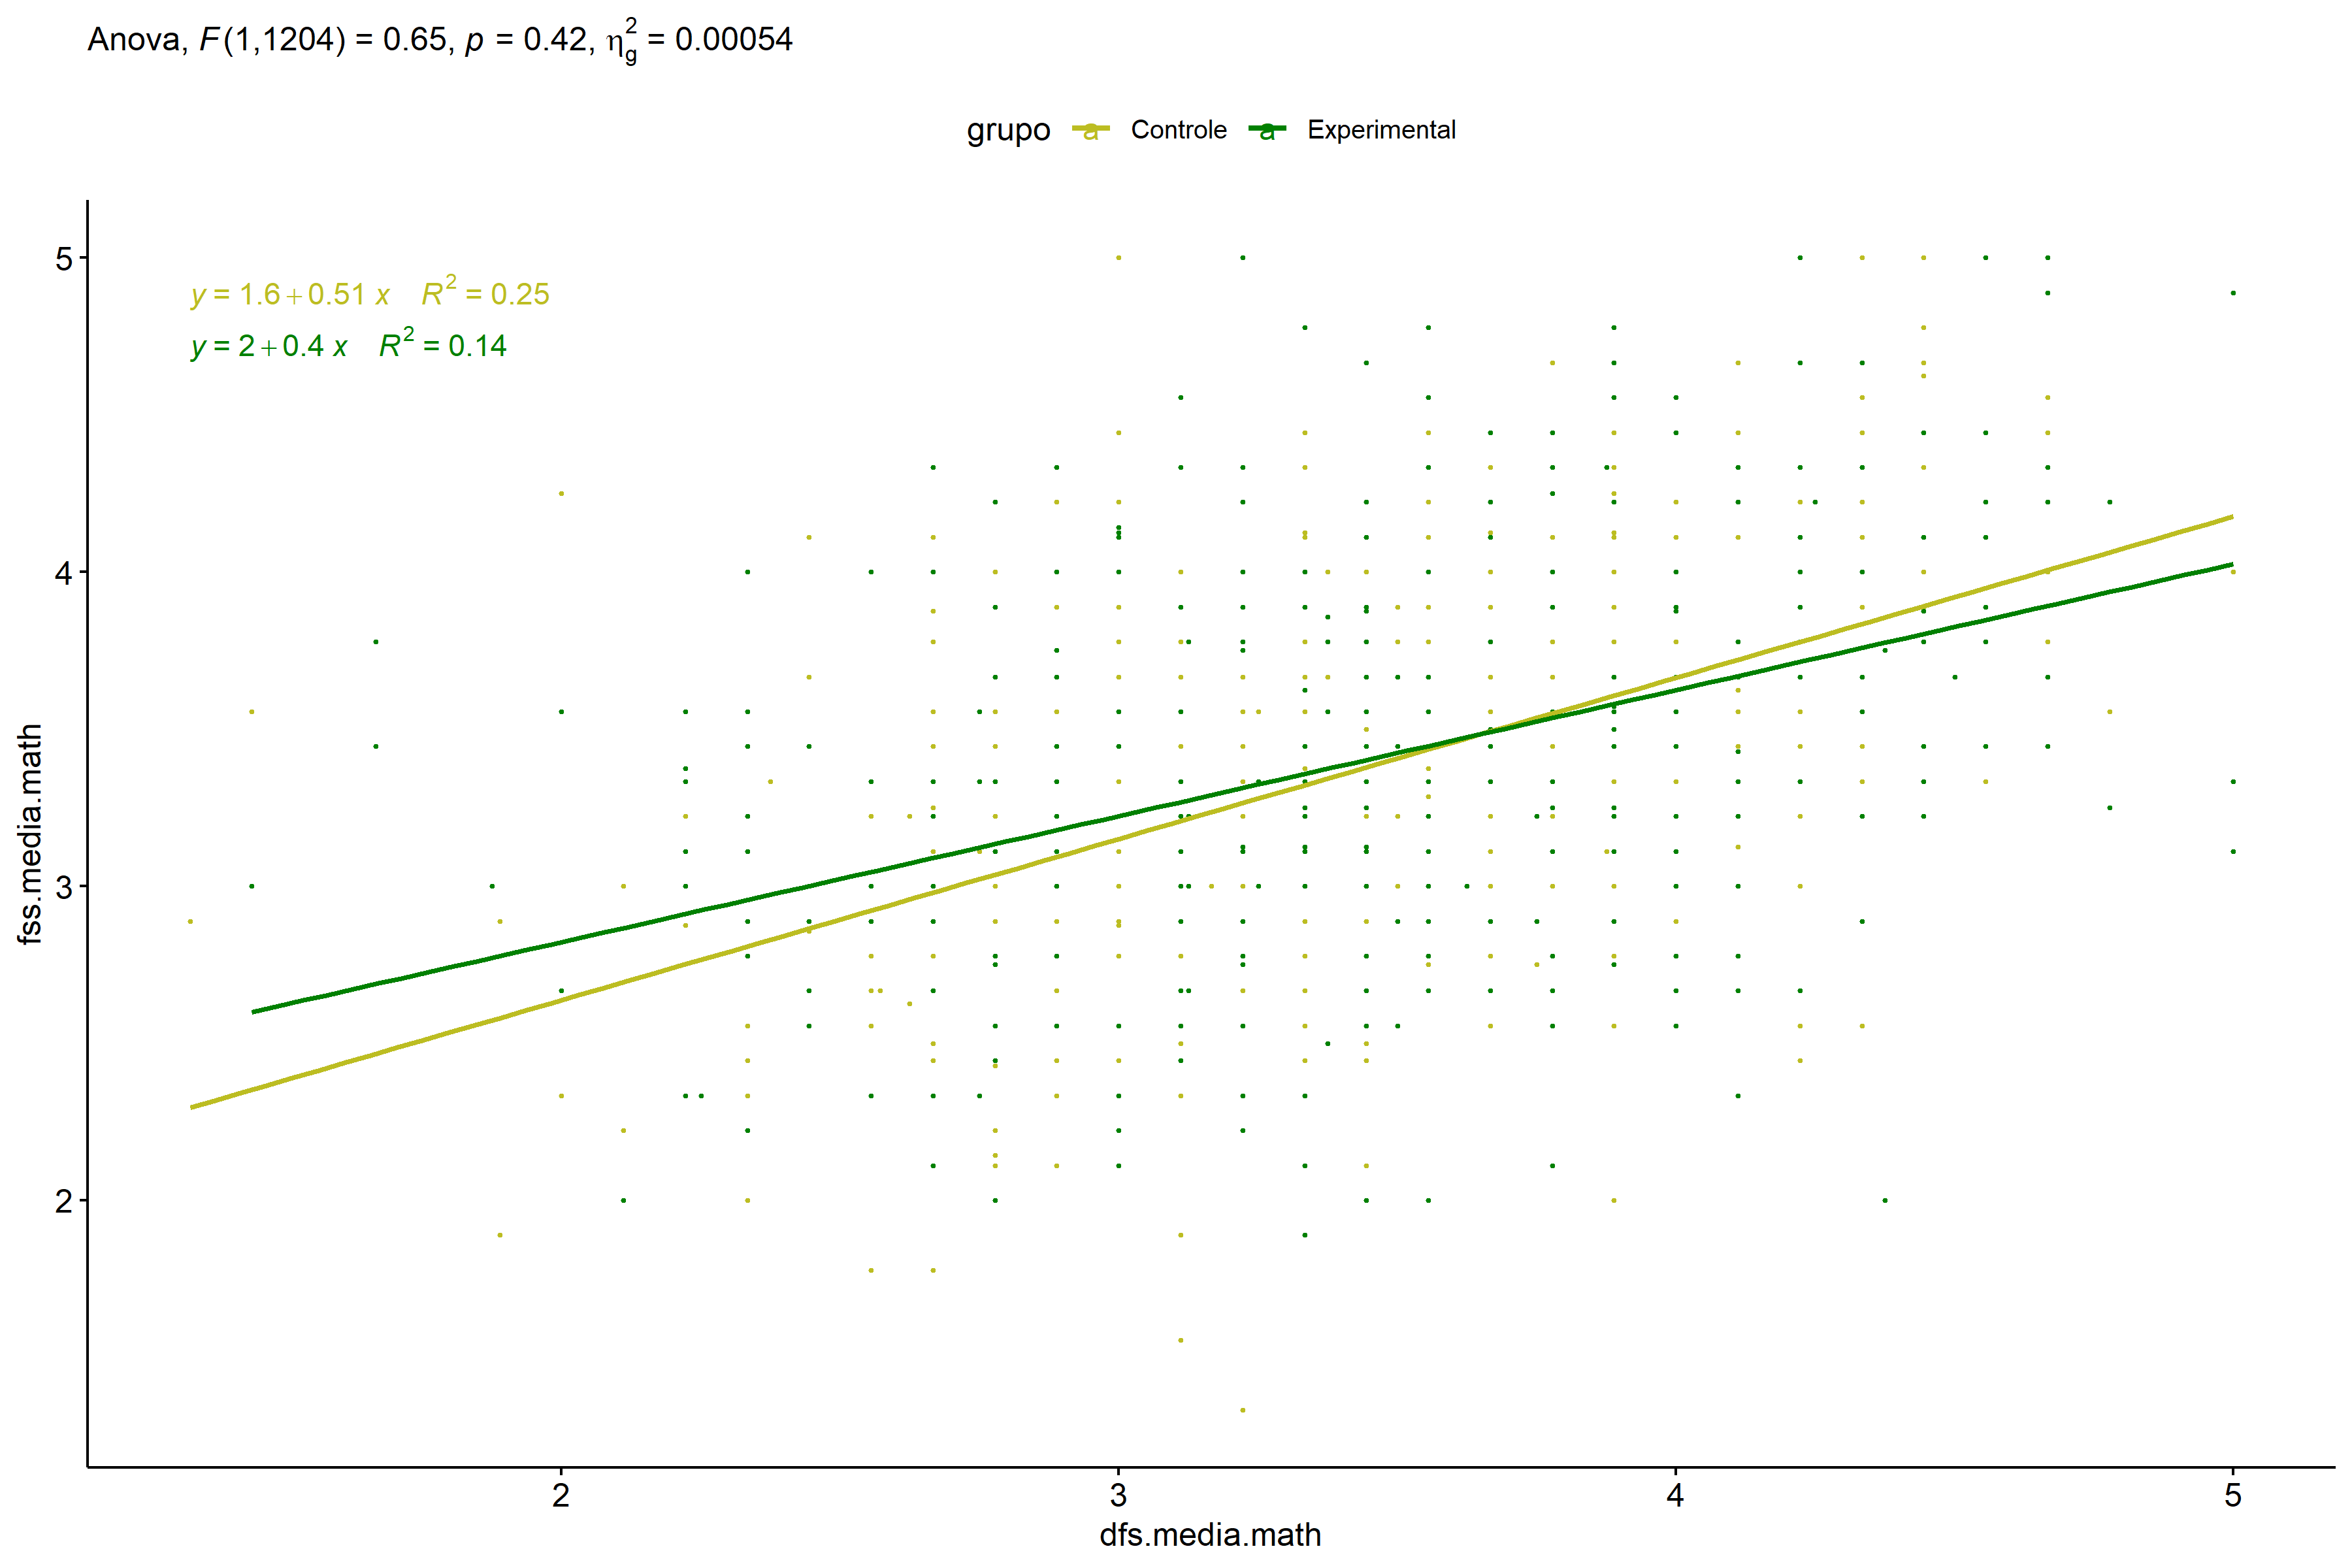 Anova, F(1,1204) = 0.65, p = 0.42, η²g = 0.00054
grupo a Controle a Experimental
5
y = 1.6 + 0.51 x R² = 0.25
y = 2 + 0.4 x R² = 0.14
4
3
2
fss.media.math
2 3 4 5
dfs.media.math